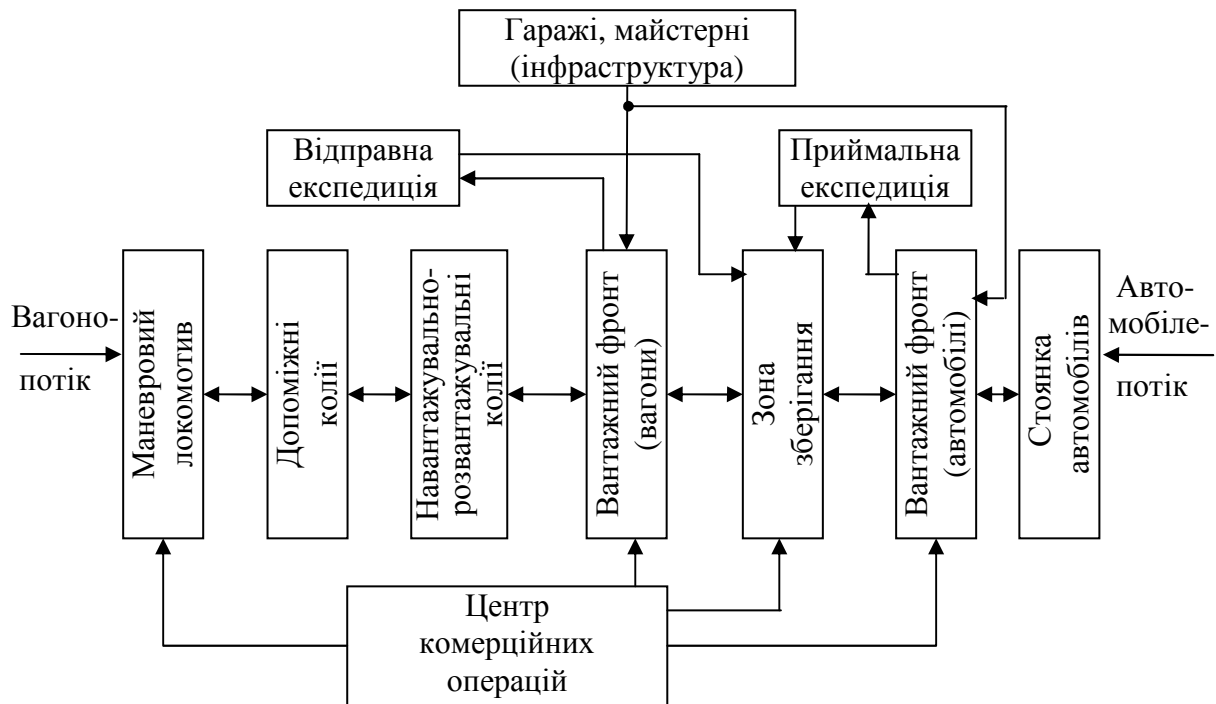 Гаражі, майстерні
(інфраструктура)
Відправна
експедиція
Приймальна
експедиція
Вагоно-
потік
Маневровий
локомотив
Допоміжні
колії
Навантажувально-
розвантажувальні
колії
Вантажний фронт
(вагони)
Зона
зберігання
Вантажний фронт
(автомобілі)
Стоянка
автомобілів
Авто-
мобіле-
потік
Центр
комерційних
операцій